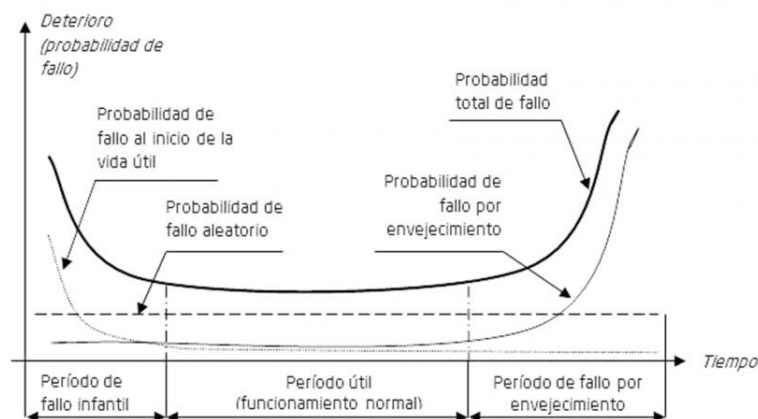 Deterioro
(probabilidad de
fallo)
Probabilidad
total de fallo
Probabilidad de
fallo al inicio de la
vida útil
Probabilidad de
fallo por
envejecimiento
Probabilidad de
fallo aleatorio
Tiempo
Período de
fallo infantil
Período útil
(funcionamiento normal)
Período de fallo por
envejecimiento